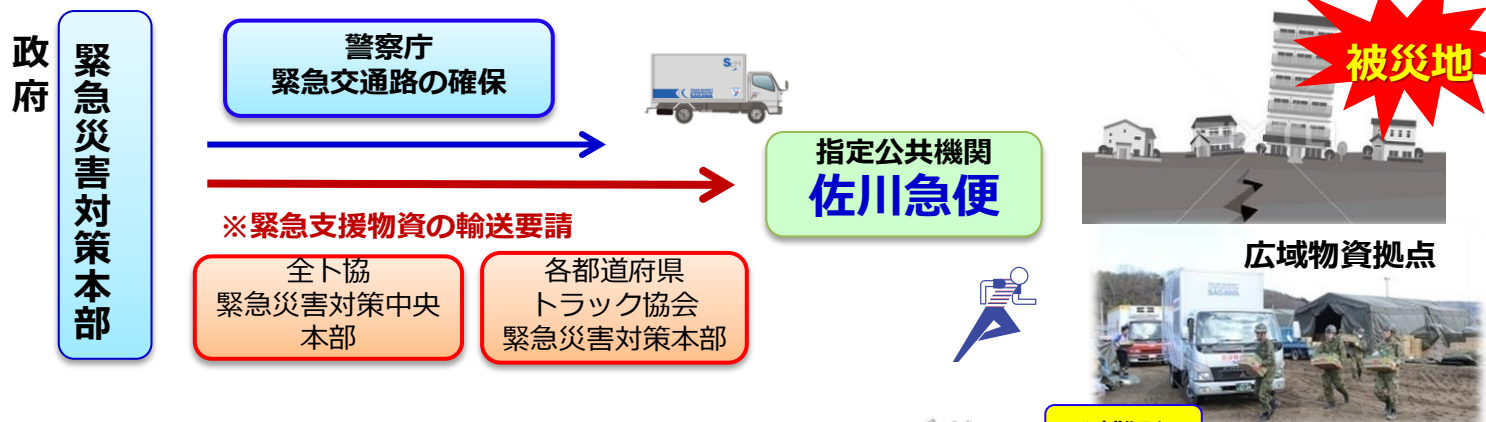 政府
緊急災害対策本部
警察庁
緊急交通路の確保
※緊急支援物資の輸送要請
全ト協
緊急災害対策中央
本部
各都道府県
トラック協会
緊急災害対策本部
SAGAWA
指定公共機関
佐川急便
被災地
広域物資拠点
SAGAWA